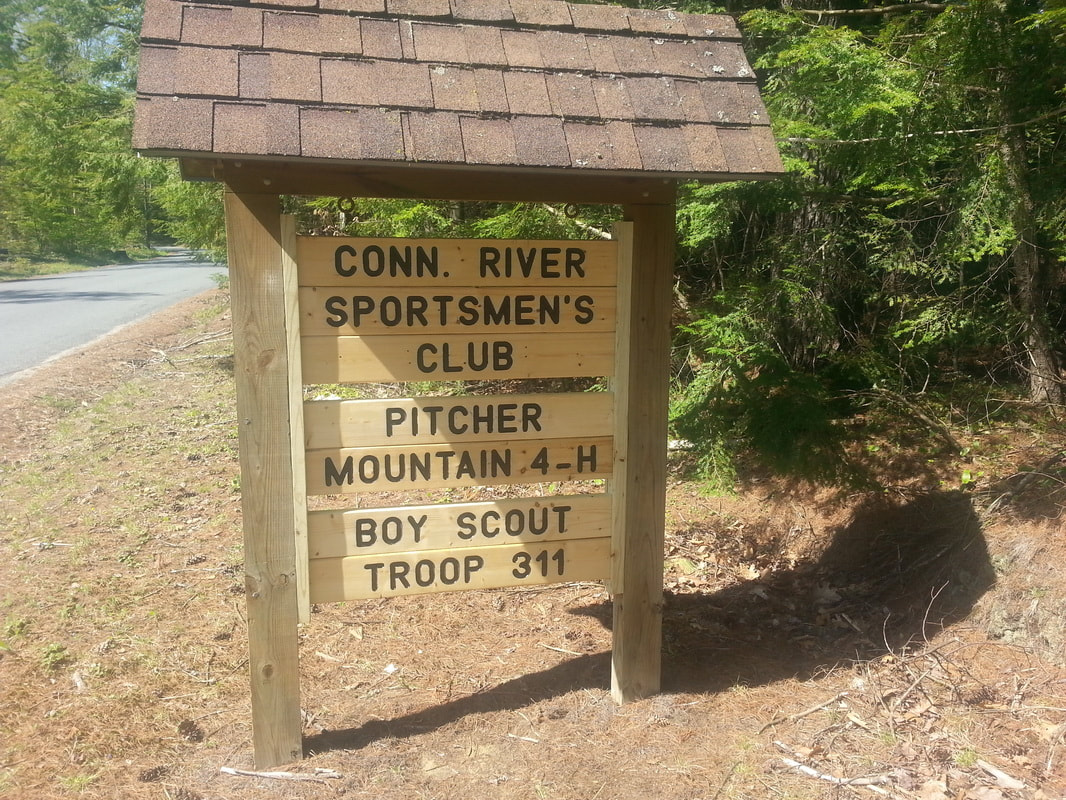 CONN. RIVER
SPORTSMEN'S
CLUB
PITCHER
MOUNTAIN 4-H
BOY SCOUT
TROOP 311